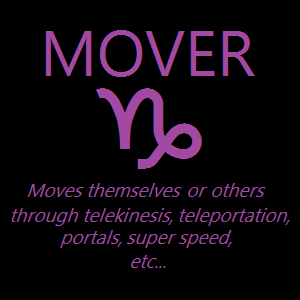 MOVER
♑
Moves themselves or others
through telekinesis, teleportation,
portals, super speed,
etc...